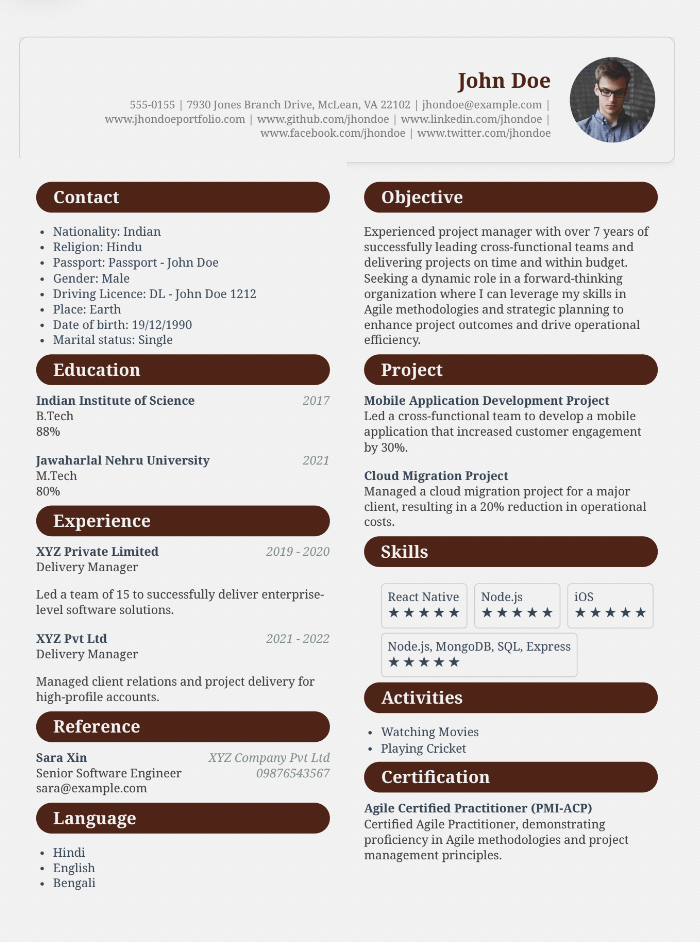 John Doe
555-0155 | 7930 Jones Branch Drive, McLean, VA 22102 | jhondoe@example.com |
www.jhondoeportfolio.com | www.github.com/jhondoe | www.linkedin.com/jhondoe |
www.facebook.com/jhondoe | www.twitter.com/jhondoe
Contact
• Nationality: Indian
• Religion: Hindu
• Passport: Passport - John Doe
• Gender: Male
• Driving Licence: DL - John Doe 1212
• Place: Earth
• Date of birth: 19/12/1990
• Marital status: Single
Education
Indian Institute of Science 2017
B.Tech
88%
Jawaharlal Nehru University 2021
M.Tech
80%
Experience
XYZ Private Limited 2019 - 2020
Delivery Manager
Led a team of 15 to successfully deliver enterprise-
level software solutions.
XYZ Pvt Ltd 2021 - 2022
Delivery Manager
Managed client relations and project delivery for
high-profile accounts.
Reference
Sara Xin XYZ Company Pvt Ltd
Senior Software Engineer 09876543567
sara@example.com
Language
• Hindi
• English
• Bengali
Objective
Experienced project manager with over 7 years of
successfully leading cross-functional teams and
delivering projects on time and within budget.
Seeking a dynamic role in a forward-thinking
organization where I can leverage my skills in
Agile methodologies and strategic planning to
enhance project outcomes and drive operational
efficiency.
Project
Mobile Application Development Project
Led a cross-functional team to develop a mobile
application that increased customer engagement
by 30%.
Cloud Migration Project
Managed a cloud migration project for a major
client, resulting in a 20% reduction in operational
costs.
Skills
React Native Node.js iOS
★★★★★ ★★★★★ ★★★★★
Node.js, MongoDB, SQL, Express
★★★★★
Activities
• Watching Movies
• Playing Cricket
Certification
Agile Certified Practitioner (PMI-ACP)
Certified Agile Practitioner, demonstrating
proficiency in Agile methodologies and project
management principles.